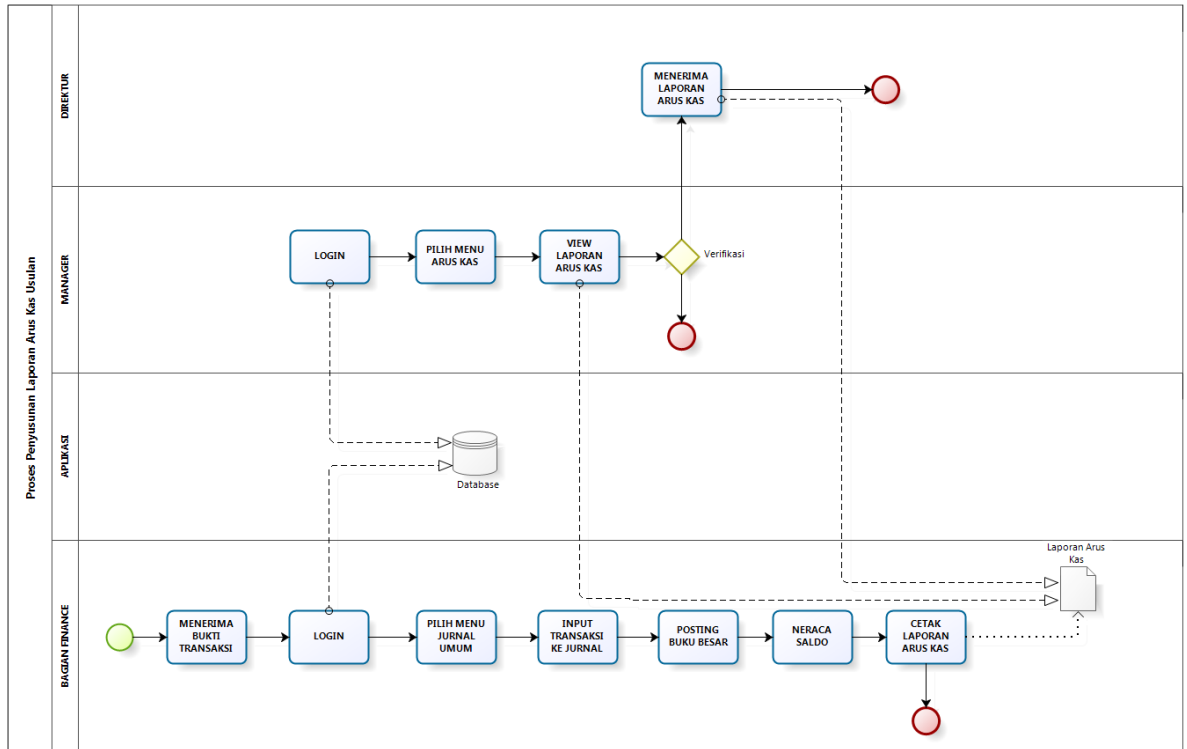 Proses Penyusunan Laporan Arus Kas Usulan
DIREKTUR
MENERIMA
LAPORAN
ARUS KAS
MANAGER
LOGIN
PILIH MENU
ARUS KAS
VIEW
LAPORAN
ARUS KAS
Verifikasi
APLIKASI
Database
BAGIAN FINANCE
MENERIMA
BUKTI
TRANSAKSI
LOGIN
PILIH MENU
JURNAL
UMUM
INPUT
TRANSAKSI
KE JURNAL
POSTING
BUKU BESAR
NERACA
SALDO
CETAK
LAPORAN
ARUS KAS
Laporan Arus
Kas